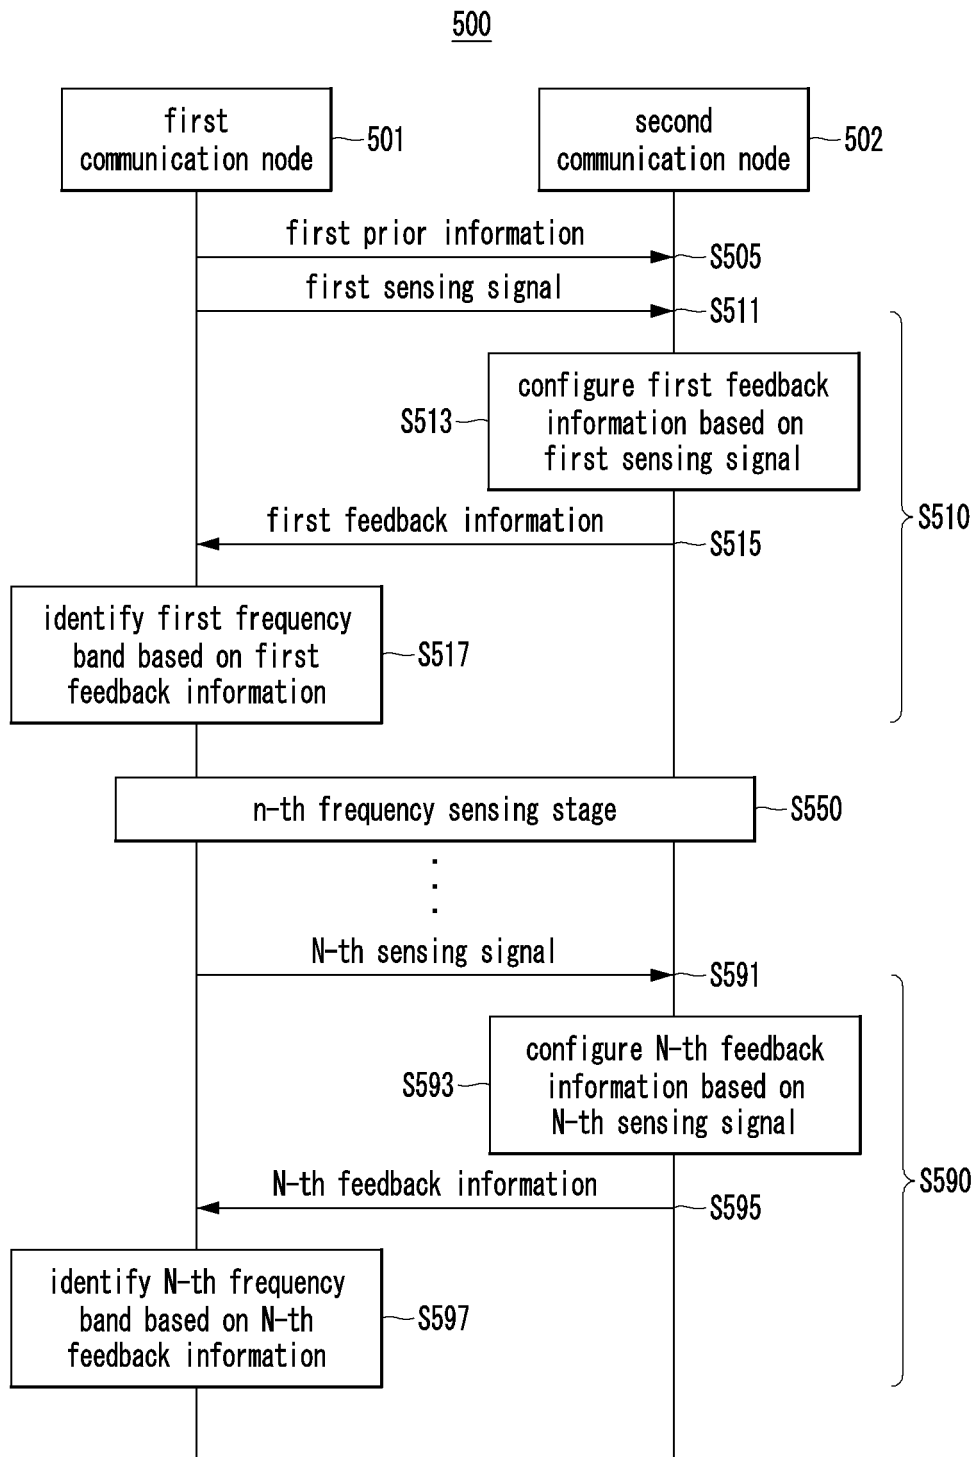 500
first
communication node
501
second
communication node
502
first prior information
S505
first sensing signal
S511
configure first feedback
information based on
first sensing signal
S513
S510
first feedback information
S515
identify first frequency
band based on first
feedback information
S517
n-th frequency sensing stage
S550
N-th sensing signal
S591
configure N-th feedback
information based on
N-th sensing signal
S593
S590
N-th feedback information
S595
identify N-th frequency
band based on N-th
feedback information
S597